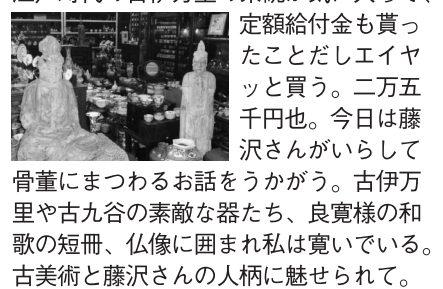 定額給付金も貰っ
たことだしエイヤ
ッと買う。二万五
千円也。今日は藤
沢さんがいらして
骨董にまつわるお話をうかがう。古伊万
里や古九谷の素敵な器たち、良寛様の和
歌の短冊、仏像に囲まれ私は寛いでいる。
古美術と藤沢さんの人柄に魅せられて。